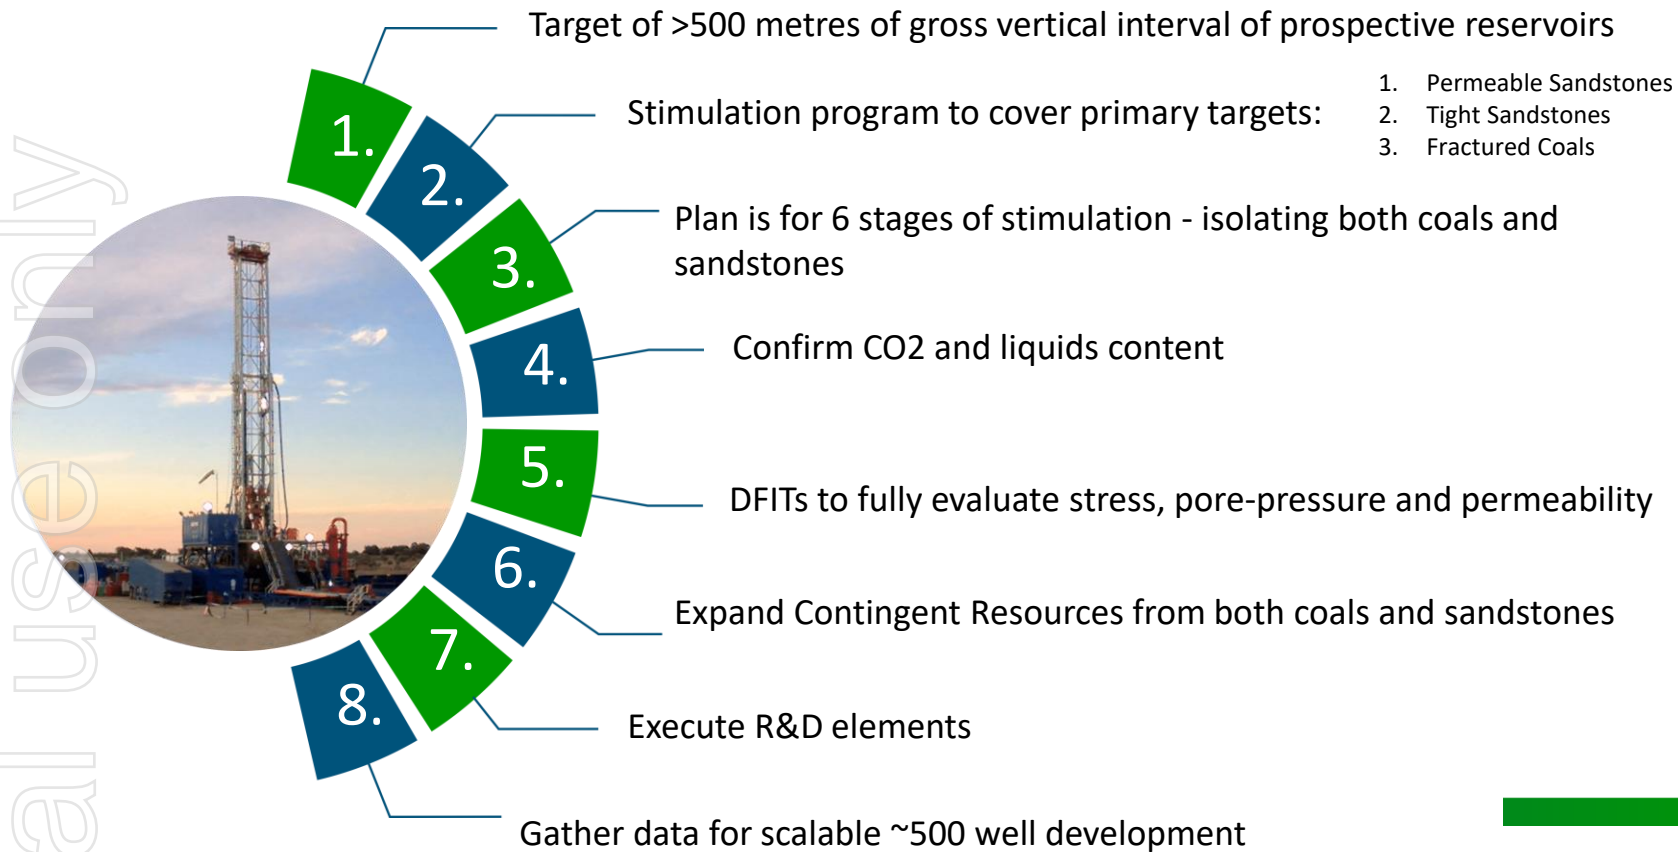 1.
Target of >500 metres of gross vertical interval of prospective reservoirs
2.
Stimulation program to cover primary targets:
1. Permeable Sandstones
2. Tight Sandstones
3. Fractured Coals
3.
Plan is for 6 stages of stimulation - isolating both coals and
sandstones
4.
Confirm CO2 and liquids content
5.
DFITs to fully evaluate stress, pore-pressure and permeability
6.
Expand Contingent Resources from both coals and sandstones
7.
Execute R&D elements
8.
Gather data for scalable ~500 well development
al use only